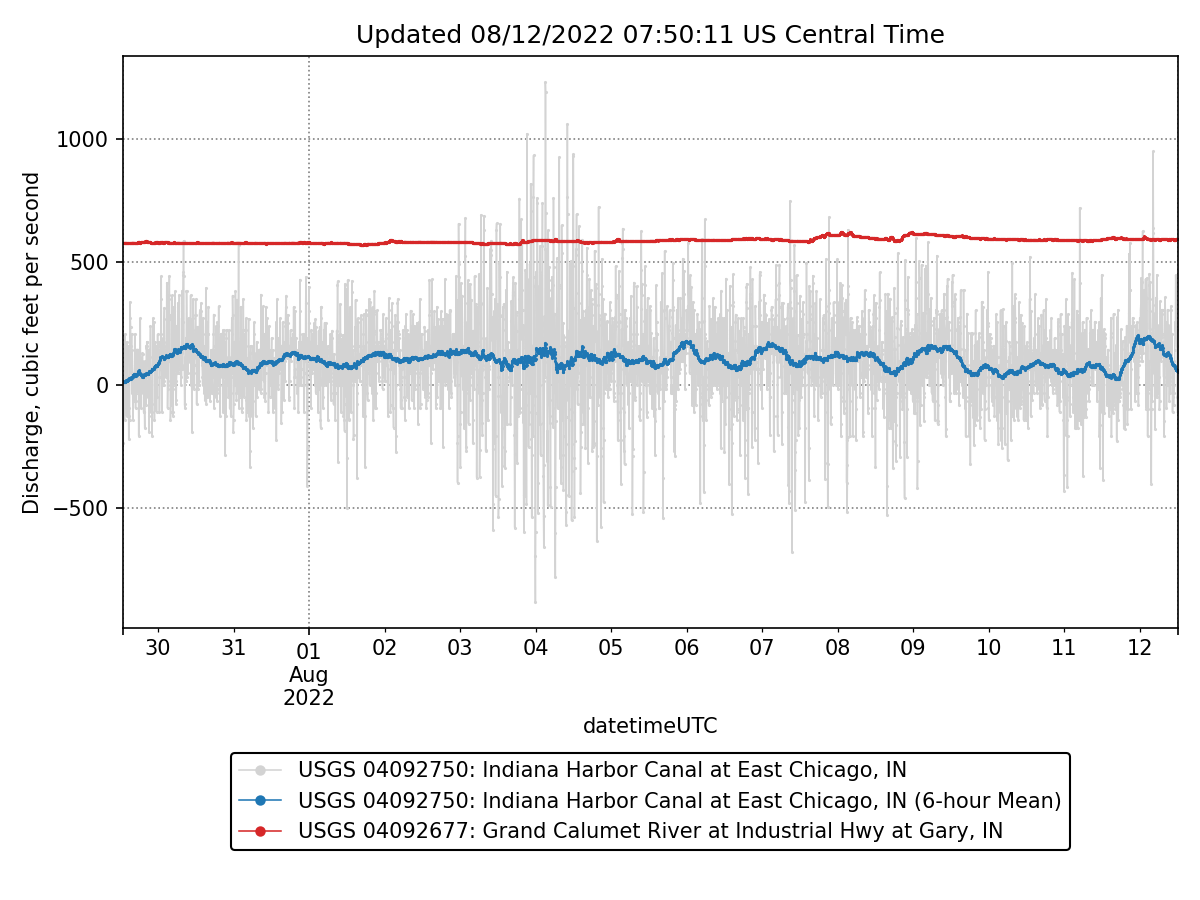 Updated 08/12/2022 07:50:11 US Central Time
Discharge, cubic feet per second
1000
500
0
−500
30 31 01 02 03 04 05 06 07 08 09 10 11 12
Aug
2022
datetimeUTC
USGS 04092750: Indiana Harbor Canal at East Chicago, IN
USGS 04092750: Indiana Harbor Canal at East Chicago, IN (6-hour Mean)
USGS 04092677: Grand Calumet River at Industrial Hwy at Gary, IN